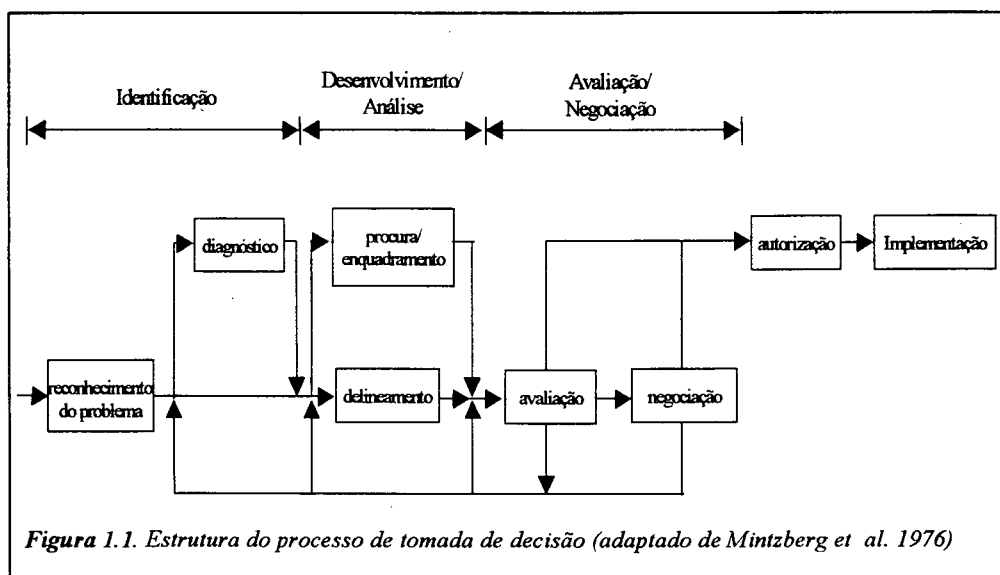 Identificação
Desenvolvimento/
Análise
Avaliação/
Negociação
diagnóstico
procura/
enquadramento
autorização
Implementação
reconhecimento
do problema
delineamento
avaliação
negociação
Figura 1.1. Estrutura do processo de tomada de decisão (adaptado de Mintzberg et al. 1976)